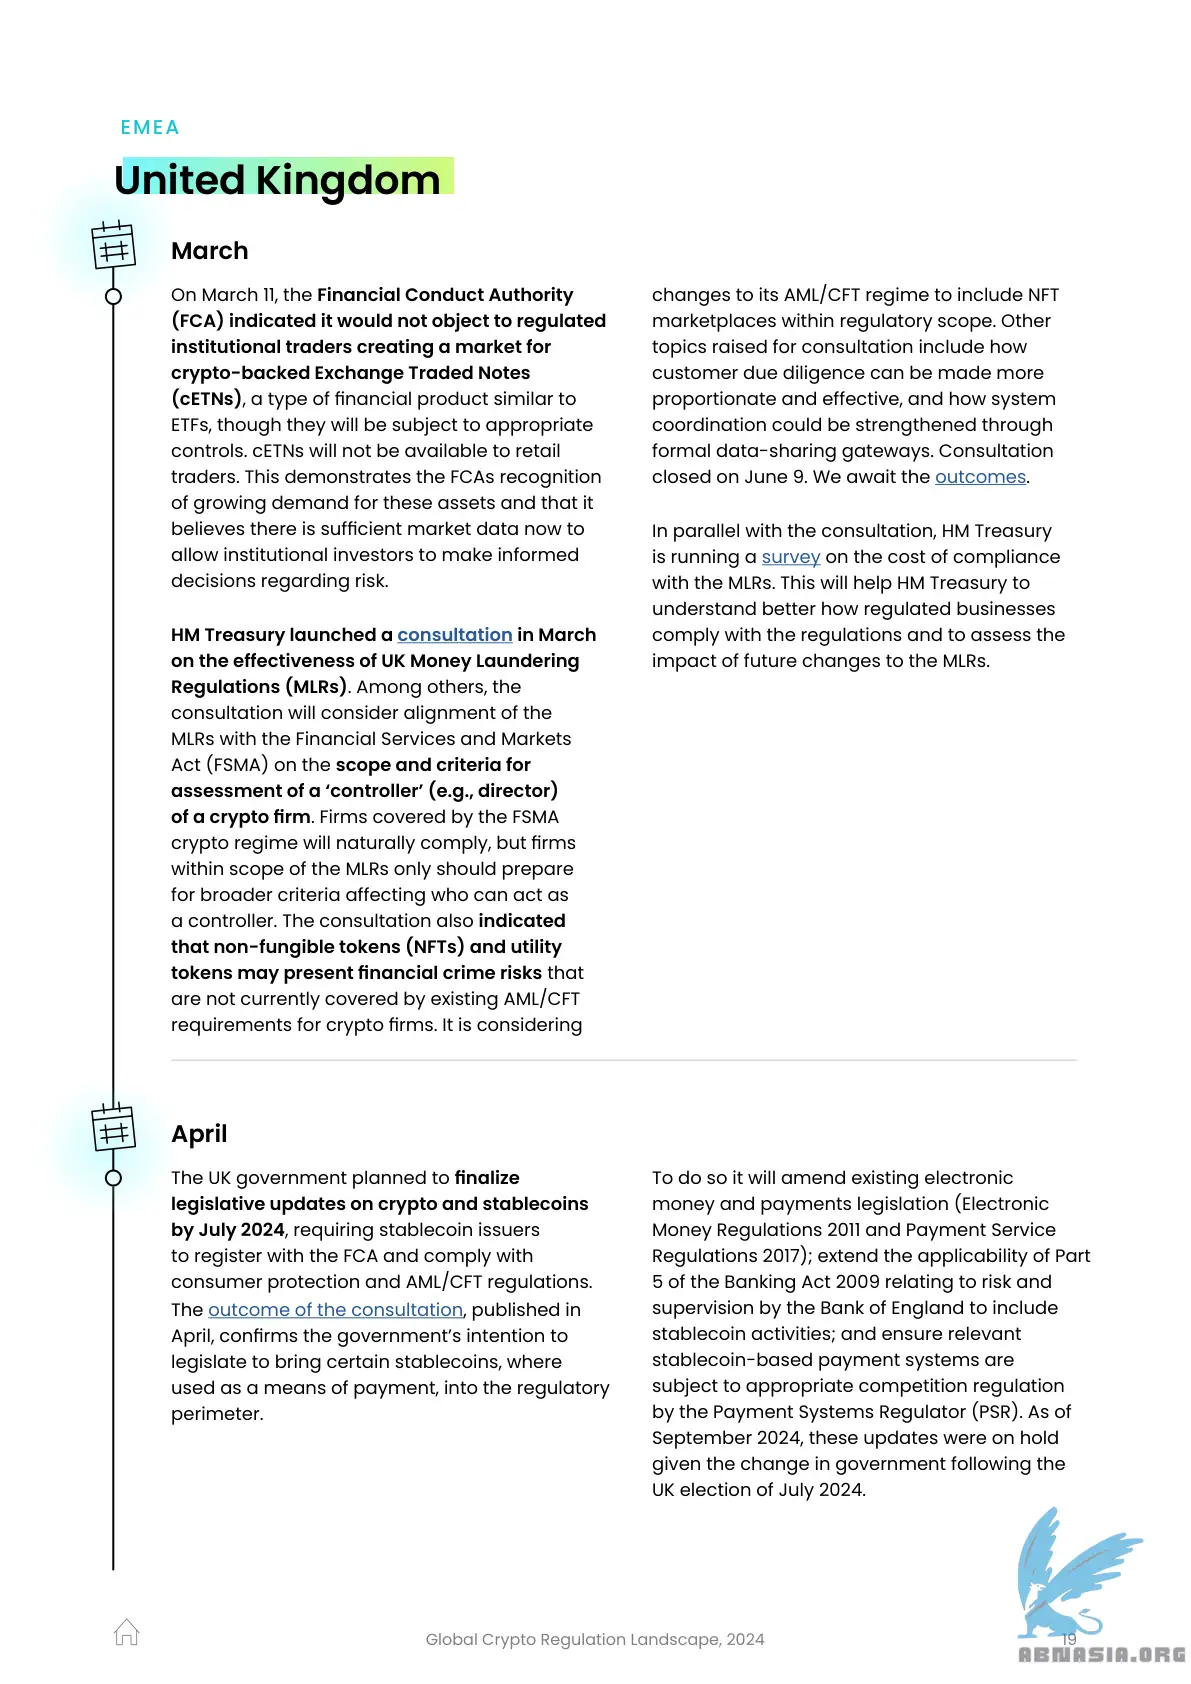 EMEA
United Kingdom
March
On March 11, the Financial Conduct Authority
(FCA) indicated it would not object to regulated
institutional traders creating a market for
crypto-backed Exchange Traded Notes
(cETNs), a type of financial product similar to
ETFs, though they will be subject to appropriate
controls. cETNs will not be available to retail
traders. This demonstrates the FCAs recognition
of growing demand for these assets and that it
believes there is sufficient market data now to
allow institutional investors to make informed
decisions regarding risk.
HM Treasury launched a consultation in March
on the effectiveness of UK Money Laundering
Regulations (MLRs). Among others, the
consultation will consider alignment of the
MLRs with the Financial Services and Markets
Act (FSMA) on the scope and criteria for
assessment of a ‘controller’ (e.g., director)
of a crypto firm. Firms covered by the FSMA
crypto regime will naturally comply, but firms
within scope of the MLRs only should prepare
for broader criteria affecting who can act as
a controller. The consultation also indicated
that non-fungible tokens (NFTs) and utility
tokens may present financial crime risks that
are not currently covered by existing AML/CFT
requirements for crypto firms. It is considering
changes to its AML/CFT regime to include NFT
marketplaces within regulatory scope. Other
topics raised for consultation include how
customer due diligence can be made more
proportionate and effective, and how system
coordination could be strengthened through
formal data-sharing gateways. Consultation
closed on June 9. We await the outcomes.
In parallel with the consultation, HM Treasury
is running a survey on the cost of compliance
with the MLRs. This will help HM Treasury to
understand better how regulated businesses
comply with the regulations and to assess the
impact of future changes to the MLRs.
April
The UK government planned to finalize
legislative updates on crypto and stablecoins
by July 2024, requiring stablecoin issuers
to register with the FCA and comply with
consumer protection and AML/CFT regulations.
The outcome of the consultation, published in
April, confirms the government’s intention to
legislate to bring certain stablecoins, where
used as a means of payment, into the regulatory
perimeter.
To do so it will amend existing electronic
money and payments legislation (Electronic
Money Regulations 2011 and Payment Service
Regulations 2017); extend the applicability of Part
5 of the Banking Act 2009 relating to risk and
supervision by the Bank of England to include
stablecoin activities; and ensure relevant
stablecoin-based payment systems are
subject to appropriate competition regulation
by the Payment Systems Regulator (PSR). As of
September 2024, these updates were on hold
given the change in government following the
UK election of July 2024.
Global Crypto Regulation Landscape, 2024
19
ABNASIA.ORG